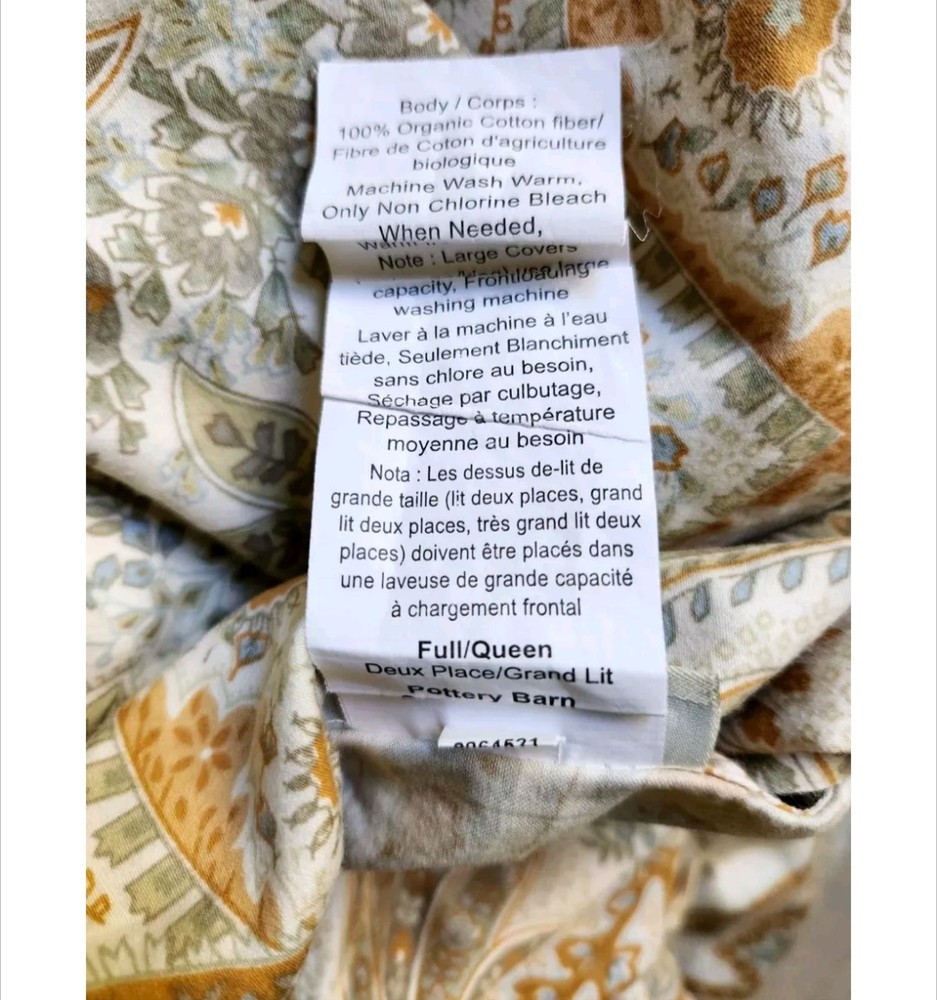 Body / Corps :
100% Organic Cotton fiber/
Fibre de Coton d'agriculture
biologique
Machine Wash Warm,
Only Non Chlorine Bleach
When Needed,
Note : Large Covers
capacity, Frontloading
washing machine
Laver à la machine à l'eau
tiède, Seulement Blanchiment
sans chlore au besoin,
Séchage par culbutage,
Repassage à température
moyenne au besoin
Nota : Les dessus de-lit de
grande taille (lit deux places, grand
lit deux places, très grand lit deux
places) doivent être placés dans
une laveuse de grande capacité
à chargement frontal
Full/Queen
Deux Place/Grand Lit
Pottery Barn